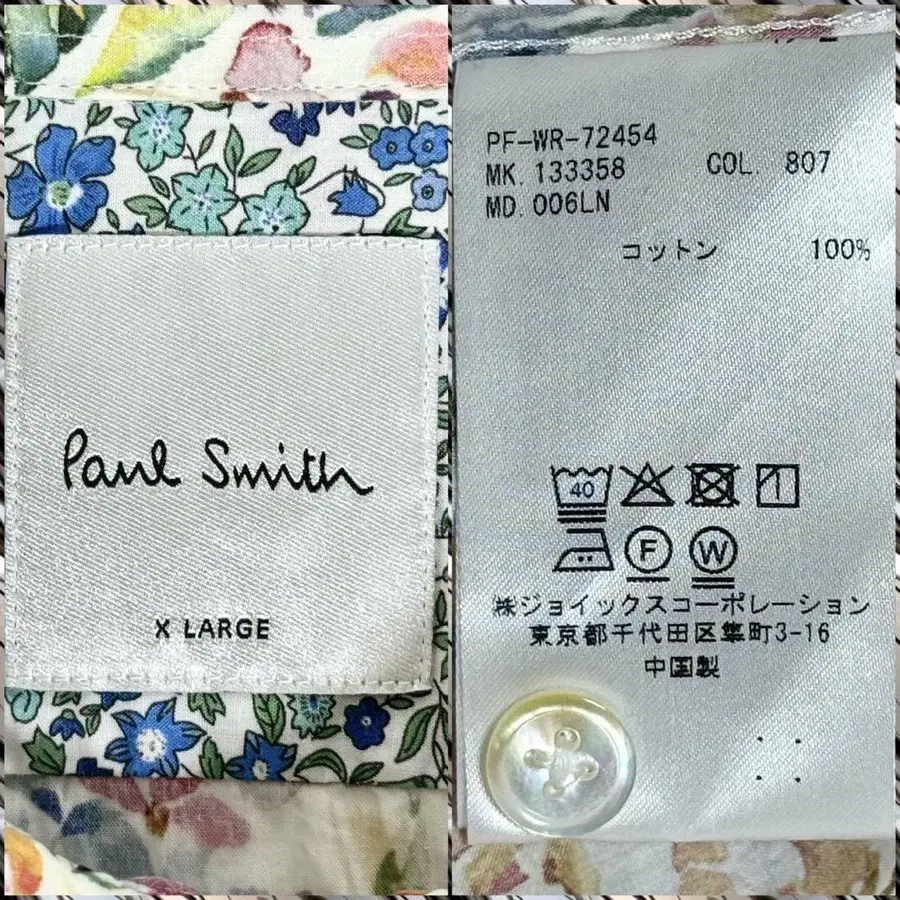 Paul Smith
X LARGE
PF-WR-72454
MK. 133358 COL. 807
MD. 006LN
コットン 100%
40
F W
㈱ジョイックスコーポレーション
東京都千代田区隼町3-16
中国製